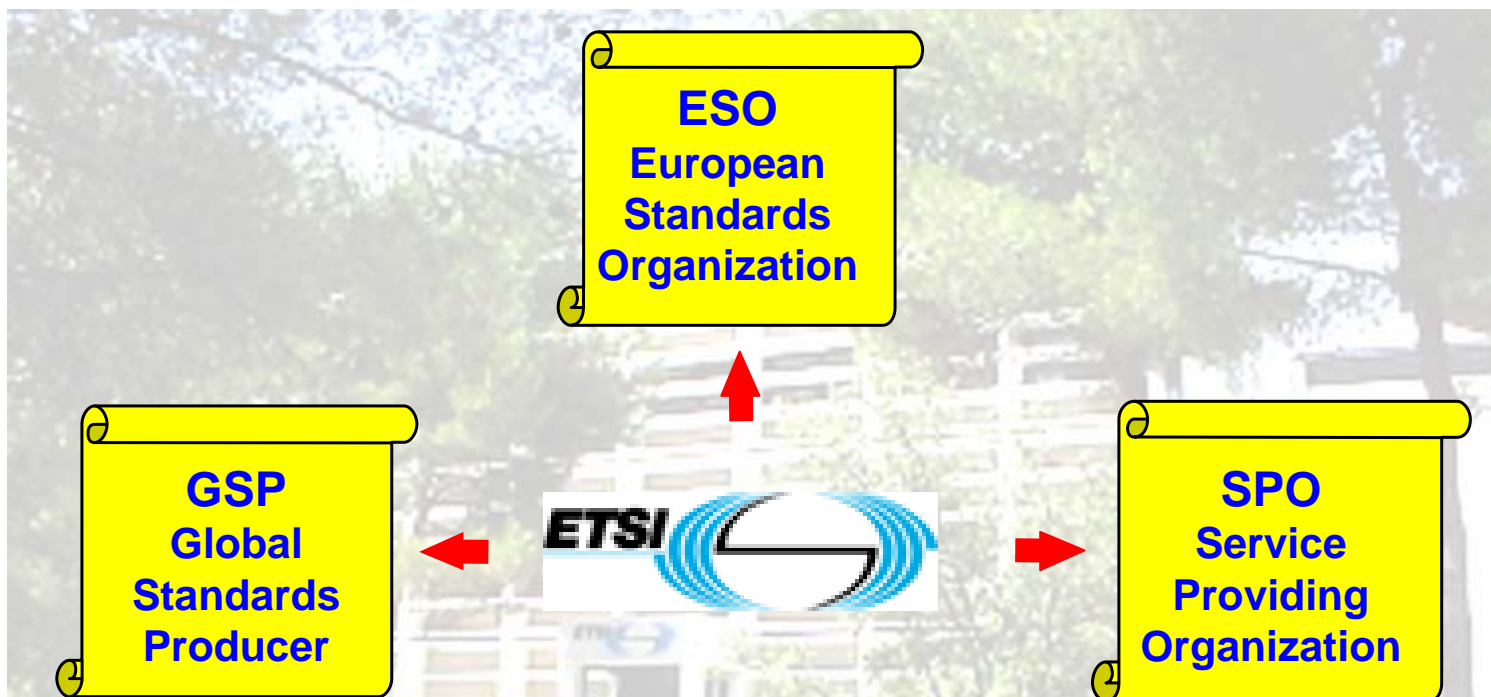 ESO
European
Standards
Organization
GSP
Global
Standards
Producer
ETSI
SPO
Service
Providing
Organization